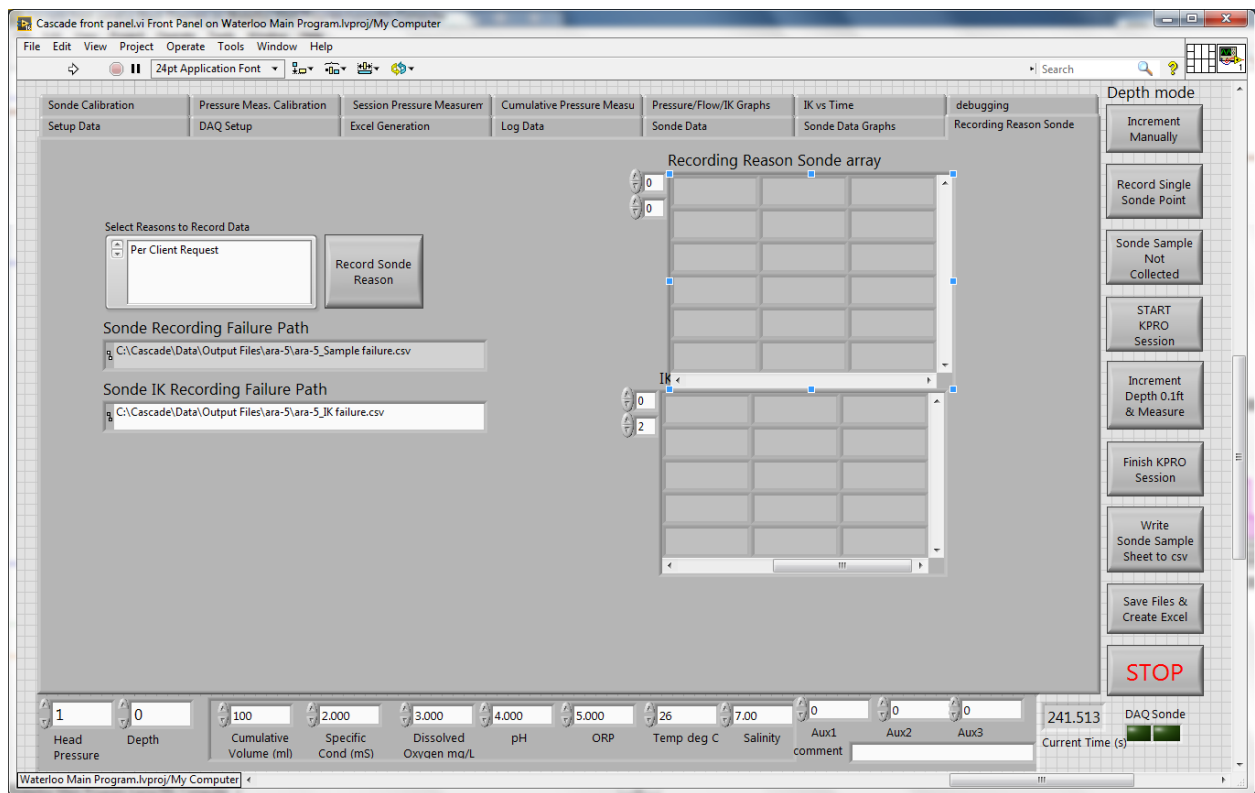 Cascade front panel.vi Front Panel on Waterloo Main Program.lvproj/My Computer
File Edit View Project Operate Tools Window Help
24pt Application Font
Search
1
Sonde Calibration
Pressure Meas. Calibration
Session Pressure Measurem
Cumulative Pressure Measu
Pressure/Flow/IK Graphs
IK vs Time
debugging
Setup Data
DAQ Setup
Excel Generation
Log Data
Sonde Data
Sonde Data Graphs
Recording Reason Sonde
Select Reasons to Record Data
Per Client Request
Record Sonde
Reason
Sonde Recording Failure Path
C:\Cascade\Data\Output Files\ara-5\ara-5_Sample failure.csv
Sonde IK Recording Failure Path
C:\Cascade\Data\Output Files\ara-5\ara-5_IK failure.csv
Recording Reason Sonde array
0
0
IK
0
2
Depth mode
Increment
Manually
Record Single
Sonde Point
Sonde Sample
Not
Collected
START
KPRO
Session
Increment
Depth 0.1ft
& Measure
Finish KPRO
Session
Write
Sonde Sample
Sheet to csv
Save Files &
Create Excel
STOP
1
Head
Pressure
0
Depth
100
Cumulative
Volume (ml)
2.000
Specific
Cond (mS)
3.000
Dissolved
Oxygen mg/L
4.000
pH
5.000
ORP
26
Temp deg C
7.00
Salinity
0
Aux1
0
Aux2
0
Aux3
comment
241.513
Current Time (s)
DAQ Sonde
Waterloo Main Program.lvproj/My Computer